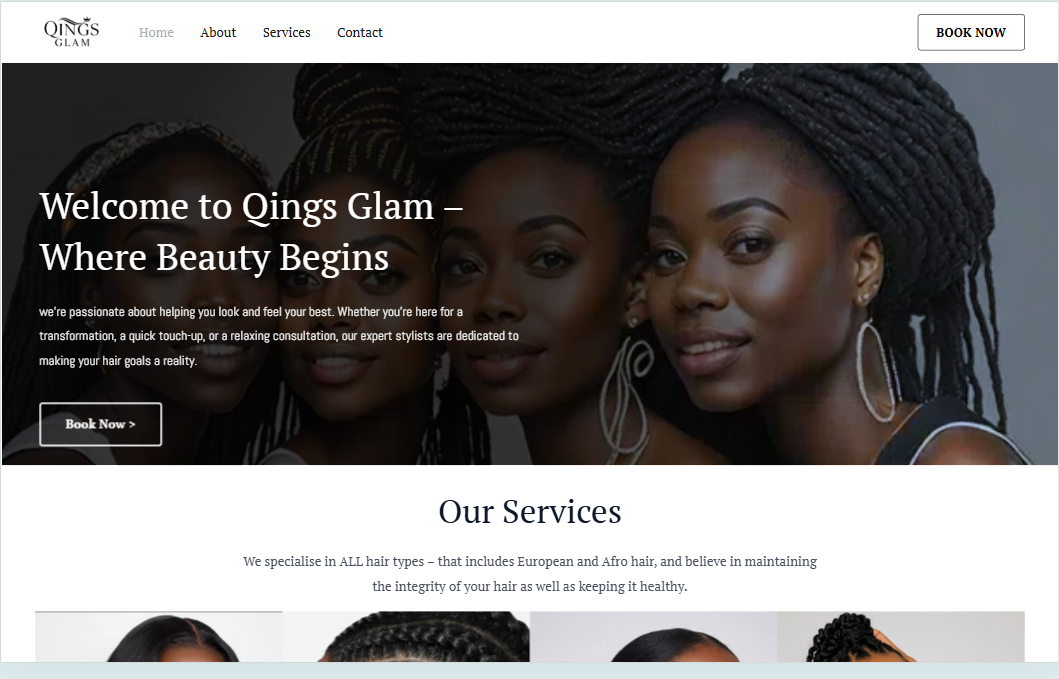 QINGS
GLAM
Home
About
Services
Contact
BOOK NOW
Welcome to Qings Glam –
Where Beauty Begins
we're passionate about helping you look and feel your best. Whether you're here for a
transformation, a quick touch-up, or a relaxing consultation, our expert stylists are dedicated to
making your hair goals a reality.
Book Now >
Our Services
We specialise in ALL hair types – that includes European and Afro hair, and believe in maintaining
the integrity of your hair as well as keeping it healthy.